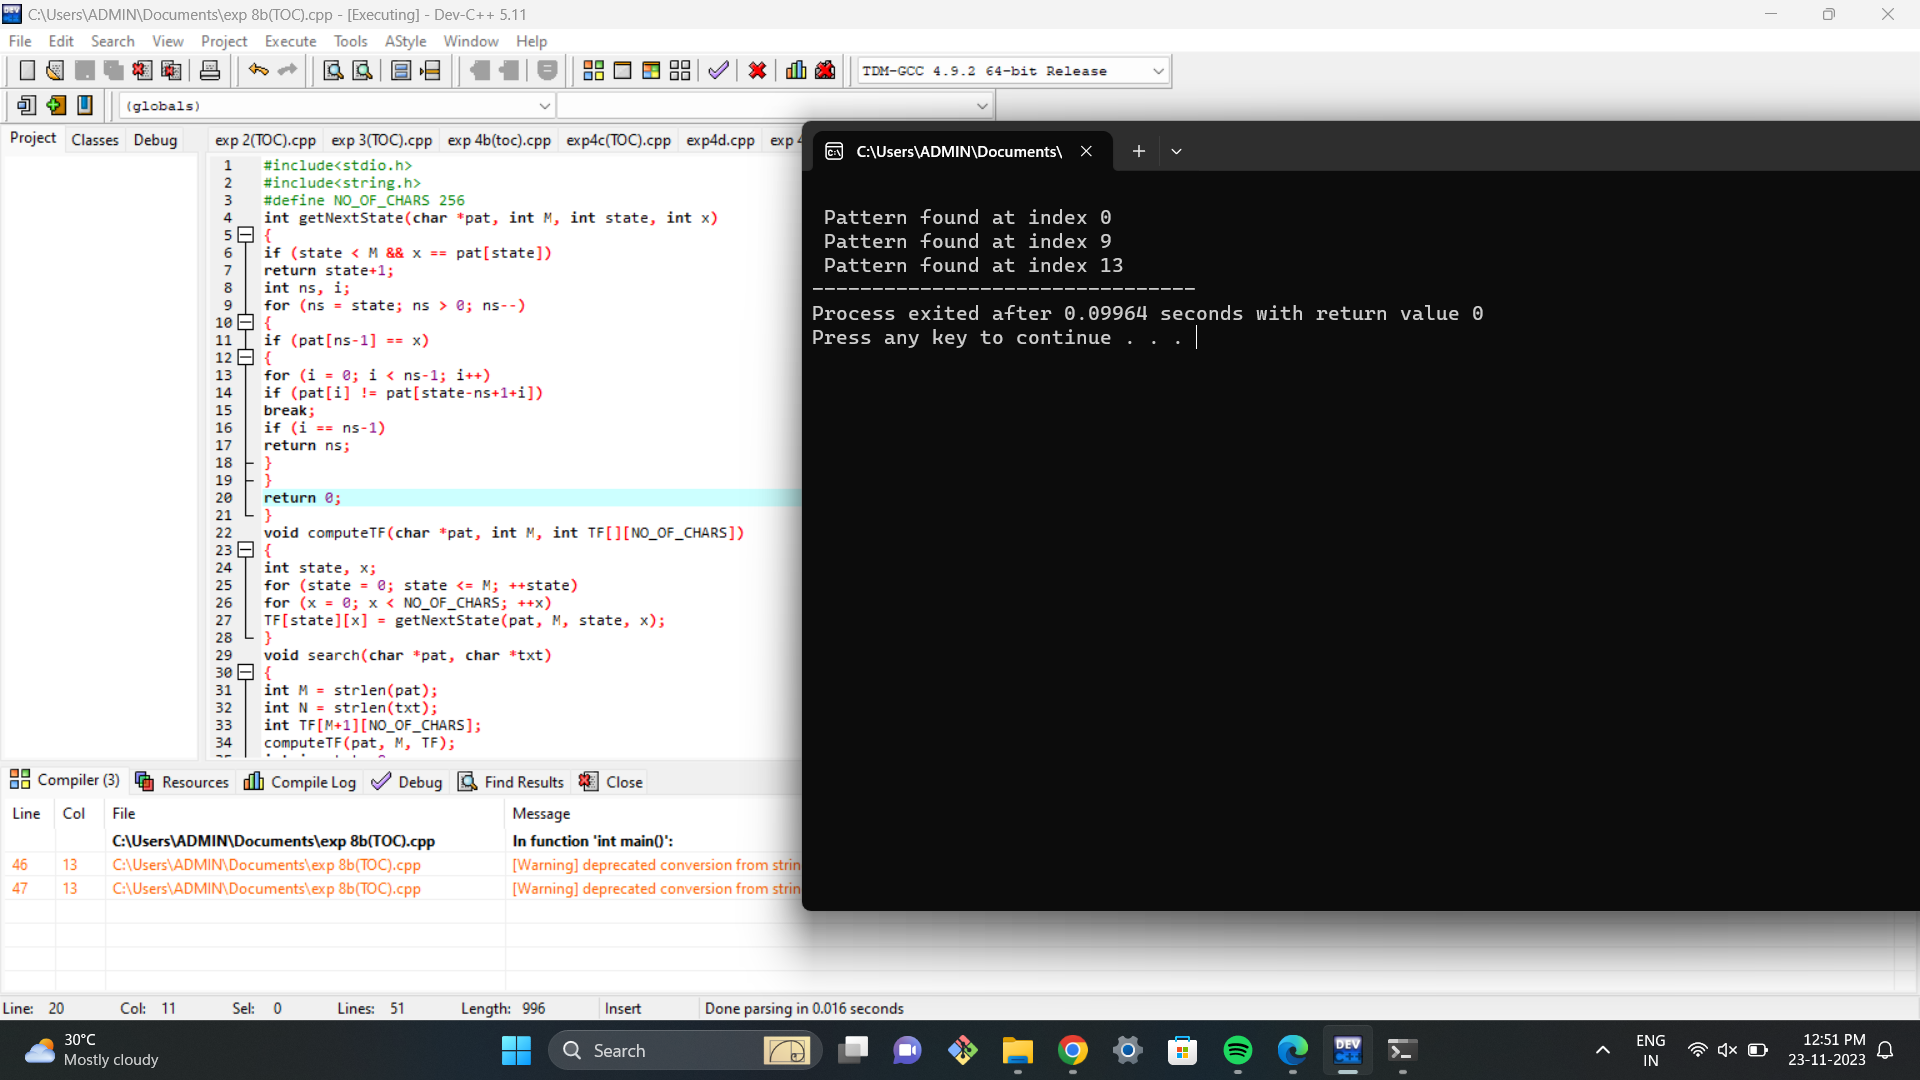 C:\Users\ADMIN\Documents\exp 8b(TOC).cpp - [Executing] - Dev-C++ 5.11
File Edit Search View Project Execute Tools AStyle Window Help
TDM-GCC 4.9.2 64-bit Release
(globals)
Project Classes Debug
exp 2(TOC).cpp exp 3(TOC).cpp exp 4b(toc).cpp exp4c(TOC).cpp exp4d.cpp exp 4
1 #include<stdio.h>
2 #include<string.h>
3 #define NO_OF_CHARS 256
4 int getNextState(char *pat, int M, int state, int x)
5 {
6 if (state < M && x == pat[state])
7 return state+1;
8 int ns, i;
9 for (ns = state; ns > 0; ns--)
10 {
11 if (pat[ns-1] == x)
12 {
13 for (i = 0; i < ns-1; i++)
14 if (pat[i] != pat[state-ns+1+i])
15 break;
16 if (i == ns-1)
17 return ns;
18 }
19 }
20 return 0;
21 }
22 void computeTF(char *pat, int M, int TF[][NO_OF_CHARS])
23 {
24 int state, x;
25 for (state = 0; state <= M; ++state)
26 for (x = 0; x < NO_OF_CHARS; ++x)
27 TF[state][x] = getNextState(pat, M, state, x);
28 }
29 void search(char *pat, char *txt)
30 {
31 int M = strlen(pat);
32 int N = strlen(txt);
33 int TF[M+1][NO_OF_CHARS];
34 computeTF(pat, M, TF);
C:\Users\ADMIN\Documents\
Pattern found at index 0
Pattern found at index 9
Pattern found at index 13
--------------------------------
Process exited after 0.09964 seconds with return value 0
Press any key to continue . . .
Compiler (3) Resources Compile Log Debug Find Results Close
Line Col File Message
C:\Users\ADMIN\Documents\exp 8b(TOC).cpp In function 'int main()':
46 13 C:\Users\ADMIN\Documents\exp 8b(TOC).cpp [Warning] deprecated conversion from strin
47 13 C:\Users\ADMIN\Documents\exp 8b(TOC).cpp [Warning] deprecated conversion from strin
Line: 20 Col: 11 Sel: 0 Lines: 51 Length: 996 Insert Done parsing in 0.016 seconds
30°C
Mostly cloudy
Search
DEV C++
ENG
IN
12:51 PM
23-11-2023